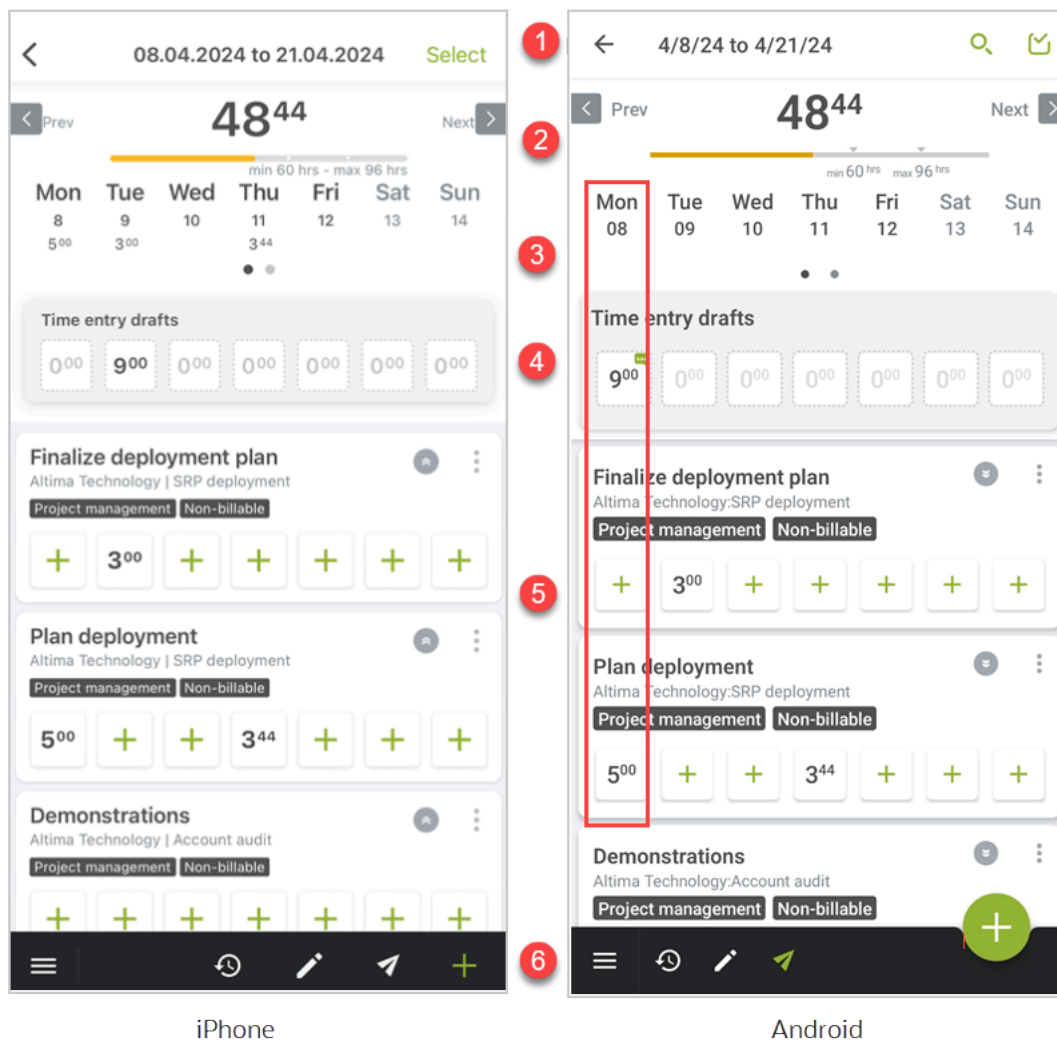 08.04.2024 to 21.04.2024 Select
Prev 48⁴⁴ Next
min 60 hrs - max 96 hrs
Mon Tue Wed Thu Fri Sat Sun
8 9 10 11 12 13 14
5⁰⁰ 3⁰⁰ 3⁴⁴
Time entry drafts
0⁰⁰ 9⁰⁰ 0⁰⁰ 0⁰⁰ 0⁰⁰ 0⁰⁰ 0⁰⁰
Finalize deployment plan
Altima Technology | SRP deployment
Project management Non-billable
+ 3⁰⁰ + + + + +
Plan deployment
Altima Technology | SRP deployment
Project management Non-billable
5⁰⁰ + + 3⁴⁴ + + +
Demonstrations
Altima Technology | Account audit
Project management Non-billable
+ + + + + + +
+
iPhone
1
2
3
4
5
6
4/8/24 to 4/21/24
Prev 48⁴⁴ Next
min 60 hrs max 96 hrs
Mon Tue Wed Thu Fri Sat Sun
08 09 10 11 12 13 14
Time entry drafts
9⁰⁰ 0⁰⁰ 0⁰⁰ 0⁰⁰ 0⁰⁰ 0⁰⁰ 0⁰⁰
Finalize deployment plan
Altima Technology:SRP deployment
Project management Non-billable
+ 3⁰⁰ + + + + +
Plan deployment
Altima Technology:SRP deployment
Project management Non-billable
5⁰⁰ + + 3⁴⁴ + + +
Demonstrations
Altima Technology:Account audit
Project management Non-billable
+
Android